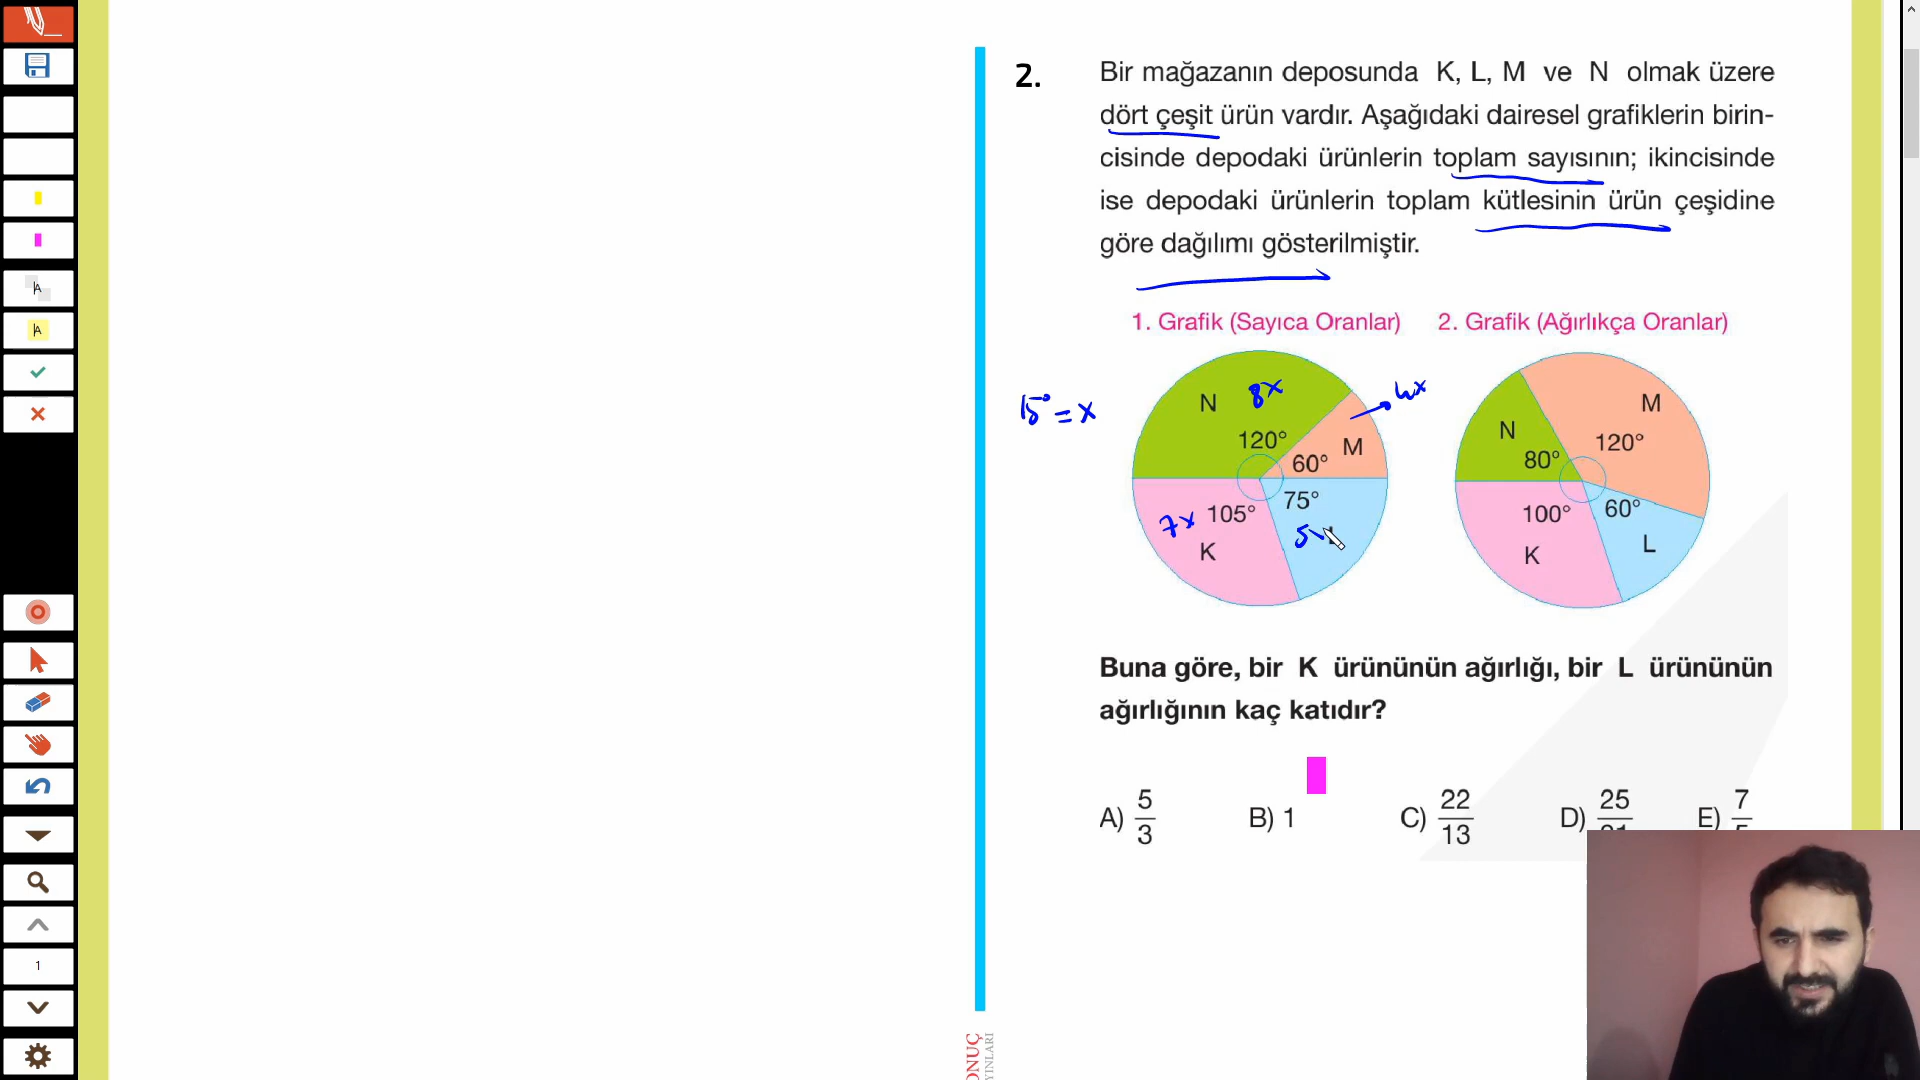 2.
Bir mağazanın deposunda K, L, M ve N olmak üzere
dört çeşit ürün vardır. Aşağıdaki dairesel grafiklerin birin-
cisinde depodaki ürünlerin toplam sayısının; ikincisinde
ise depodaki ürünlerin toplam kütlesinin ürün çeşidine
göre dağılımı gösterilmiştir.
1. Grafik (Sayıca Oranlar)
15° = x
N 8x
120°
4x
60° M
75°
5x
7x 105°
K
2. Grafik (Ağırlıkça Oranlar)
M
120°
N
80°
100°
K
60°
L
Buna göre, bir K ürününün ağırlığı, bir L ürününün
ağırlığının kaç katıdır?
A) 5/3 B) 1 C) 22/13 D) 25 E) 7
1